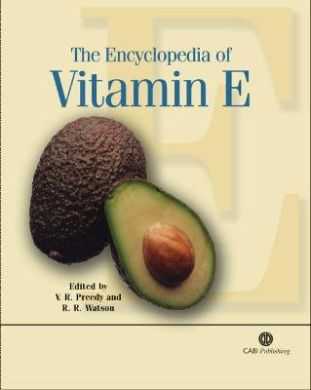 The Encyclopedia of
Vitamin E
E
Edited by
V. R. Preedy and
R. R. Watson
CABI Publishing